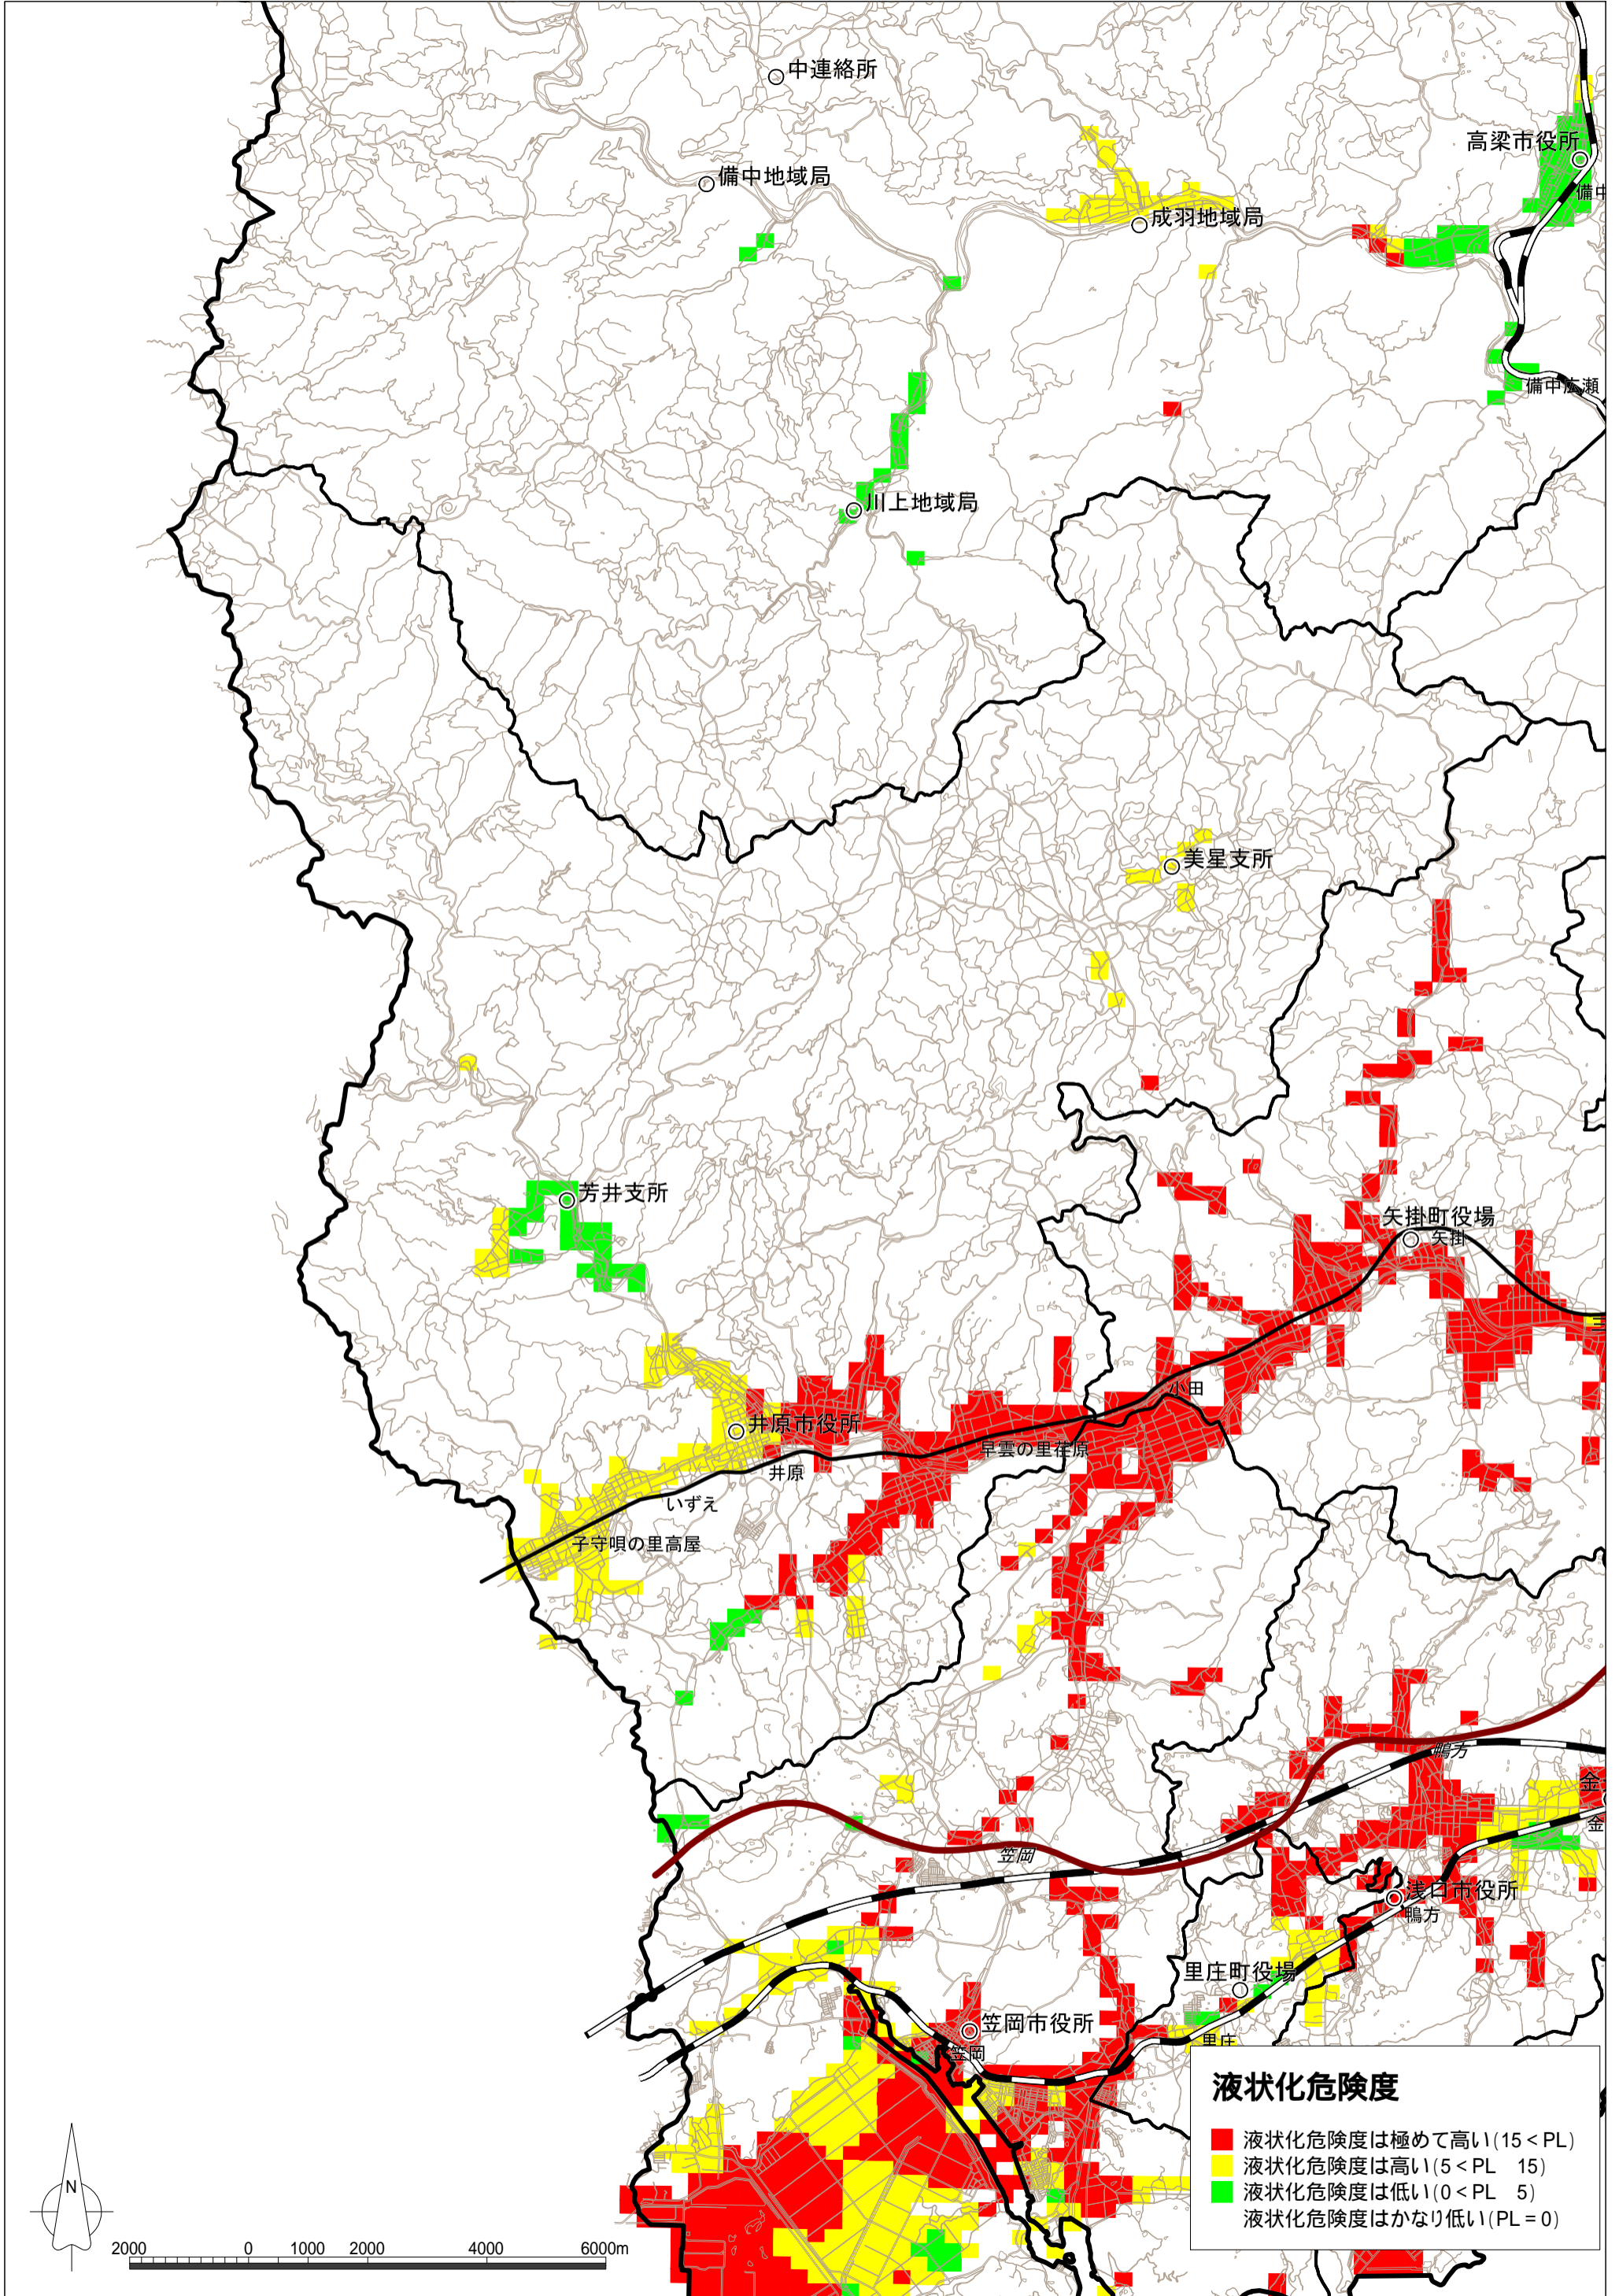 中連絡所
高梁市役所
備中地域局
備中
成羽地域局
備中広瀬
川上地域局
美星支所
芳井支所
矢掛町役場
矢掛
三
小田
井原市役所
早雲の里荏原
井原
いずえ
子守唄の里高屋
鴨方
金
金
笠岡
浅口市役所
鴨方
里庄町役場
笠岡市役所
里庄
笠岡
液状化危険度
液状化危険度は極めて高い(15<PL)
液状化危険度は高い(5<PL 15)
液状化危険度は低い(0<PL 5)
液状化危険度はかなり低い(PL=0)
N
2000 0 1000 2000 4000 6000m